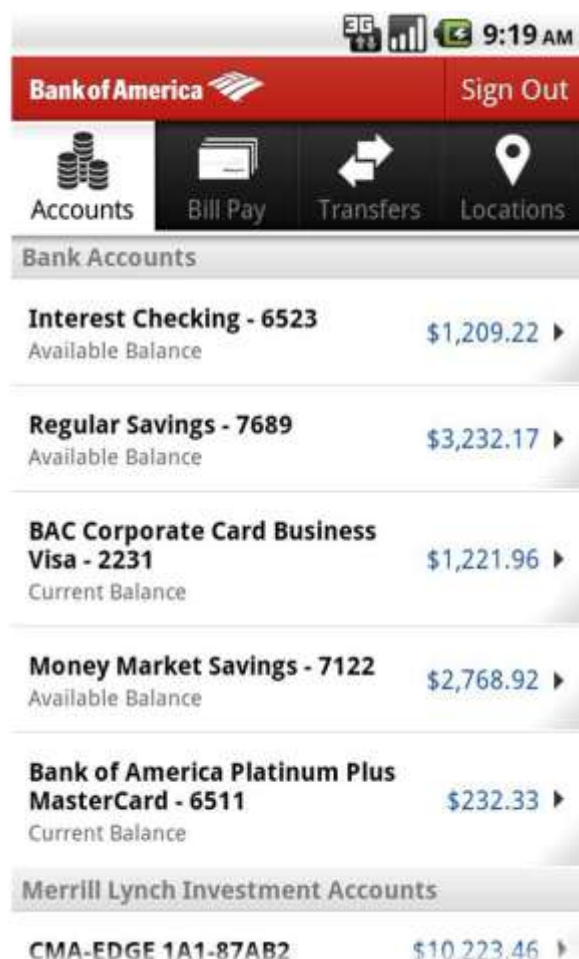 3G 9:19 AM
Bank of America Sign Out
Accounts Bill Pay Transfers Locations
Bank Accounts
Interest Checking - 6523
Available Balance
$1,209.22
Regular Savings - 7689
Available Balance
$3,232.17
BAC Corporate Card Business
Visa - 2231
Current Balance
$1,221.96
Money Market Savings - 7122
Available Balance
$2,768.92
Bank of America Platinum Plus
MasterCard - 6511
Current Balance
$232.33
Merrill Lynch Investment Accounts
CMA-EDGE 1A1-87AB2 $10,223.46